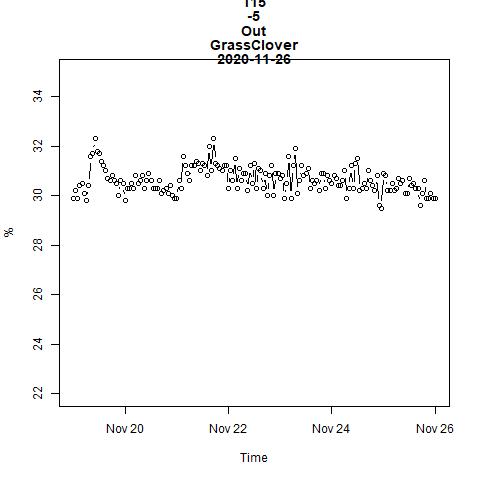 T15
-5
Out
GrassClover
2020-11-26
34
32
30
28
26
24
22
%
Nov 20
Nov 22
Nov 24
Nov 26
Time